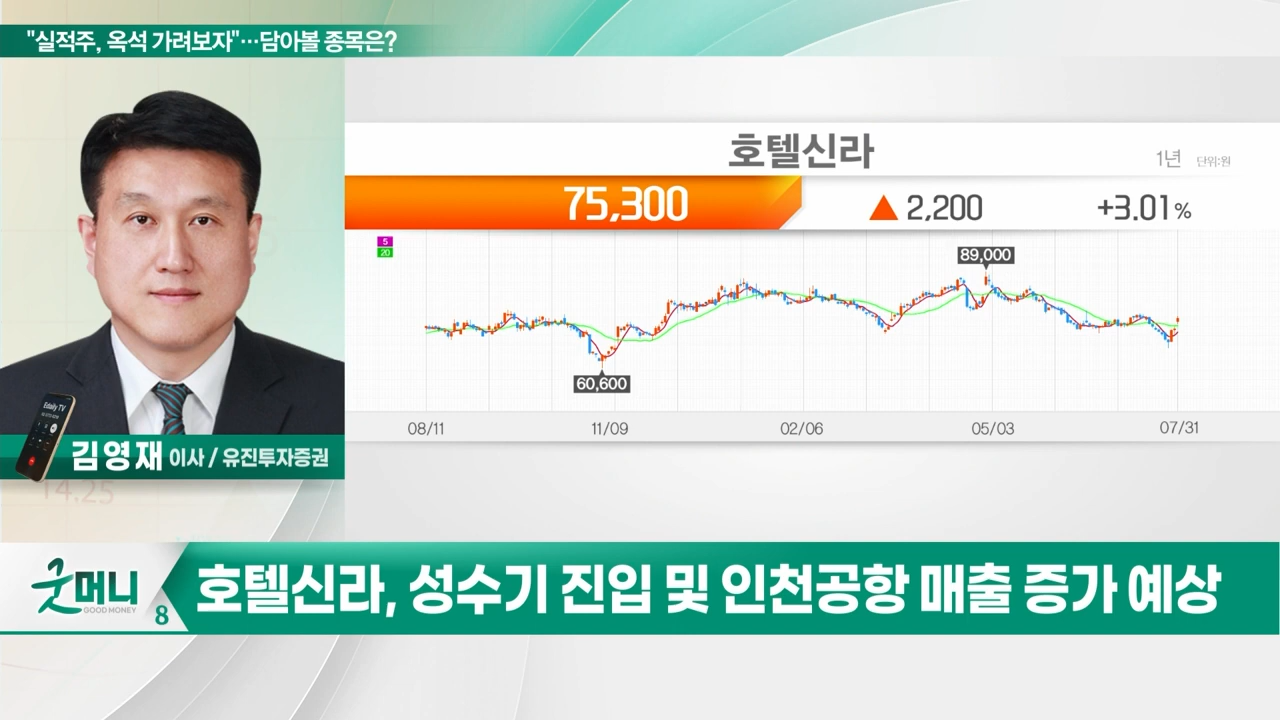 "실적주, 옥석 가려보자"…담아볼 종목은?
호텔신라
1년 단위:원
75,300 ▲ 2,200 +3.01%
5
20
89,000
60,600
08/11 11/09 02/06 05/03 07/31
Edaily TV
김영재 이사 / 유진투자증권
14.25
굿머니
GOOD MONEY
8
호텔신라, 성수기 진입 및 인천공항 매출 증가 예상